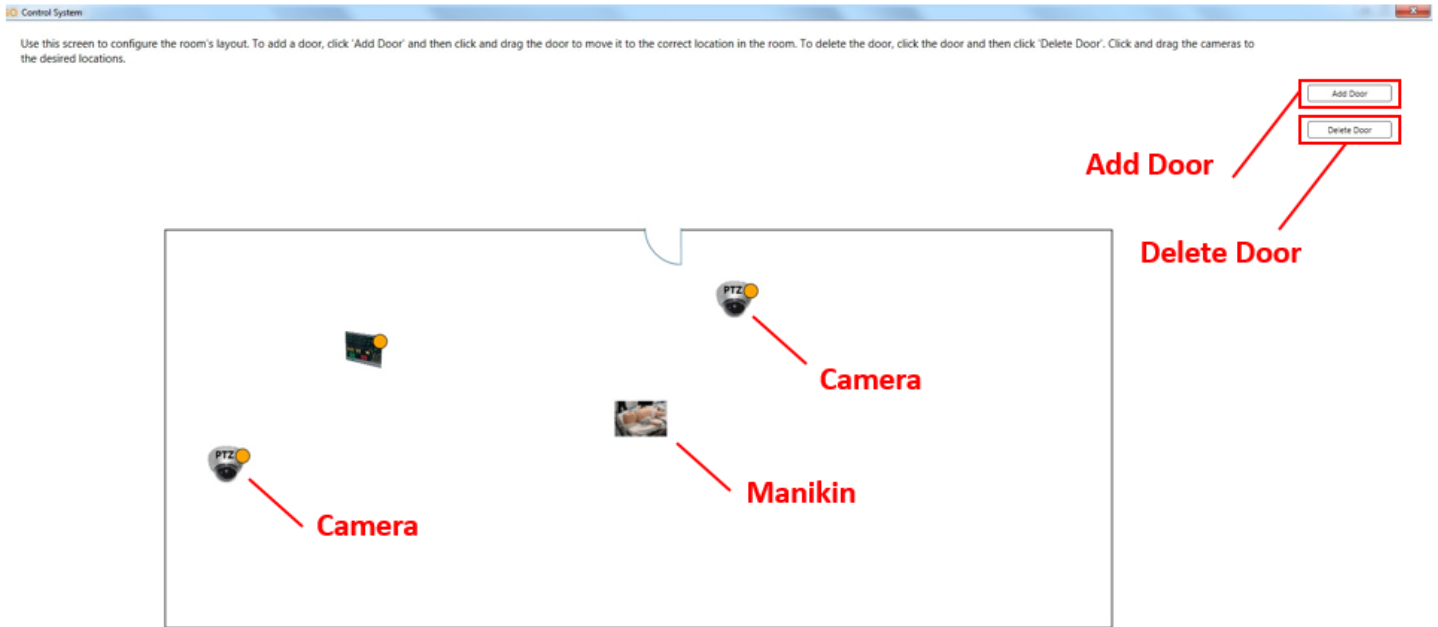 iQ Control System
Use this screen to configure the room's layout. To add a door, click 'Add Door' and then click and drag the door to move it to the correct location in the room. To delete the door, click the door and then click 'Delete Door'. Click and drag the cameras to
the desired locations.
Add Door
Delete Door
Add Door
Delete Door
PTZ
Camera
Manikin
PTZ
Camera